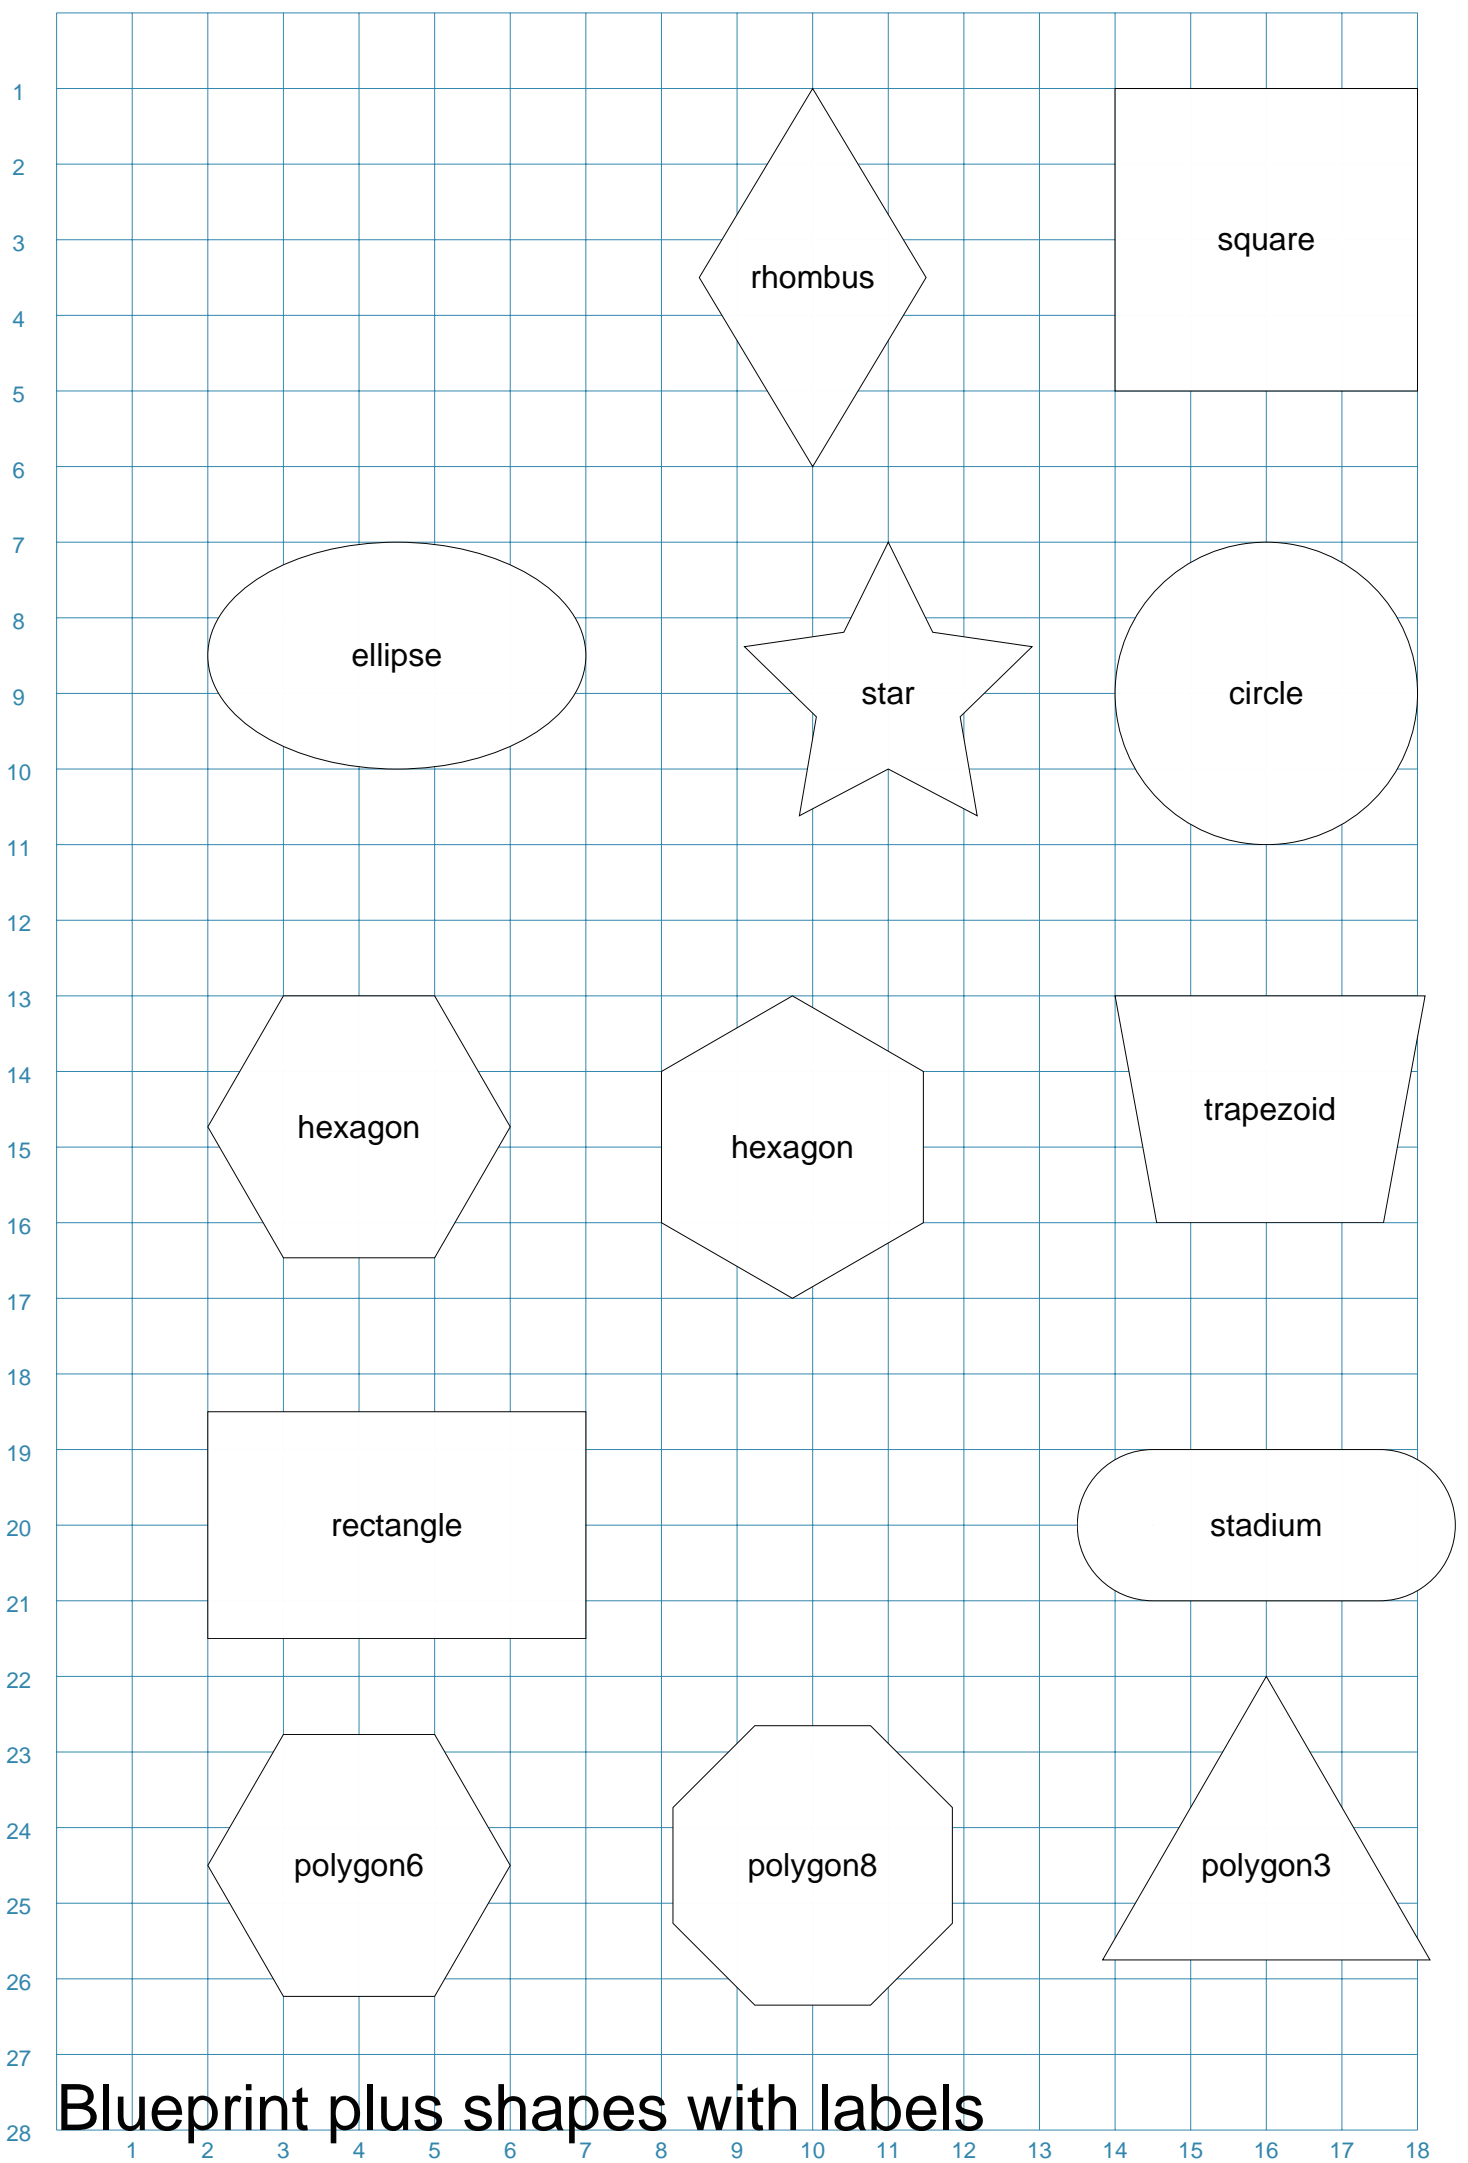 1
2
square
3
rhombus
4
5
6
7
8
ellipse
9
star
circle
10
11
12
13
14
trapezoid
hexagon
hexagon
15
16
17
18
19
rectangle
20
stadium
21
22
23
24
polygon6
polygon8
polygon3
25
26
27
Blueprint plus shapes with labels
28
1 2 3 4 5 6 7 8 9 10 11 12 13 14 15 16 17 18